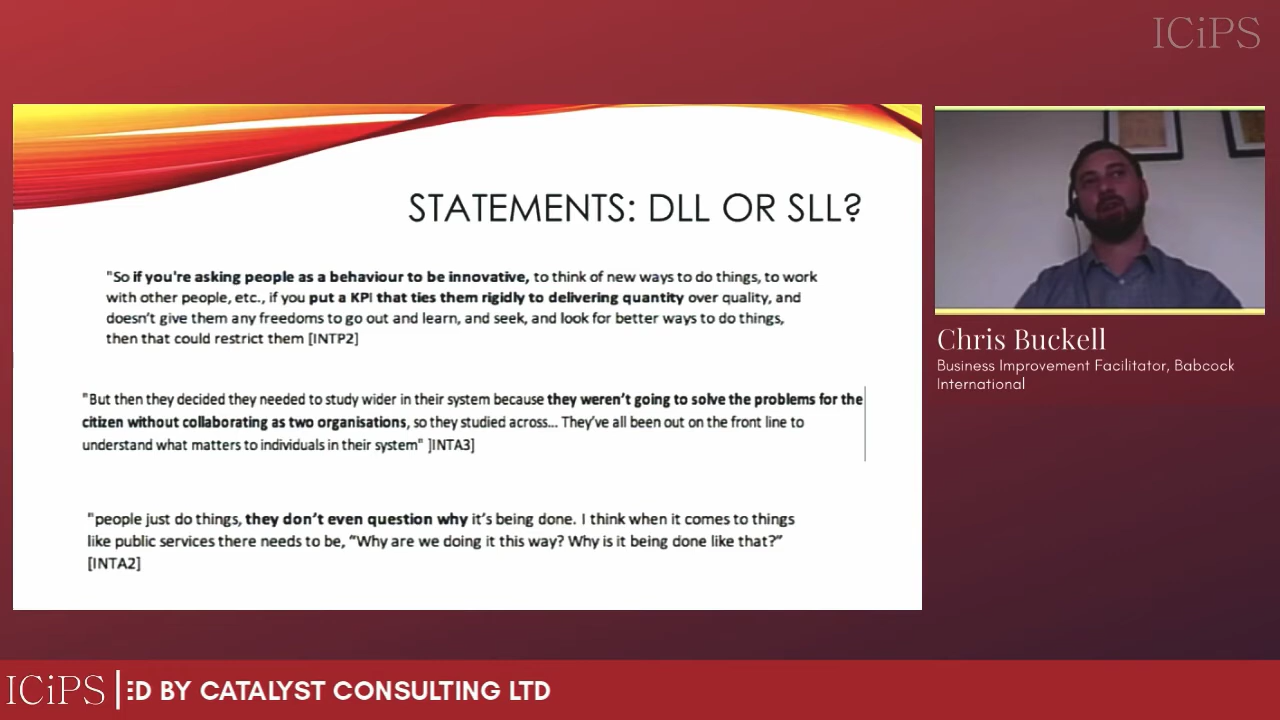 ICiPS
STATEMENTS: DLL OR SLL?
"So if you're asking people as a behaviour to be innovative, to think of new ways to do things, to work
with other people, etc., if you put a KPI that ties them rigidly to delivering quantity over quality, and
doesn't give them any freedoms to go out and learn, and seek, and look for better ways to do things,
then that could restrict them [INTP2]
"But then they decided they needed to study wider in their system because they weren't going to solve the problems for the
citizen without collaborating as two organisations, so they studied across... They've all been out on the front line to
understand what matters to individuals in their system" ]INTA3]
"people just do things, they don't even question why it's being done. I think when it comes to things
like public services there needs to be, "Why are we doing it this way? Why is it being done like that?"
[INTA2]
Chris Buckell
Business Improvement Facilitator, Babcock
International
ICiPS
ED BY CATALYST CONSULTING LTD